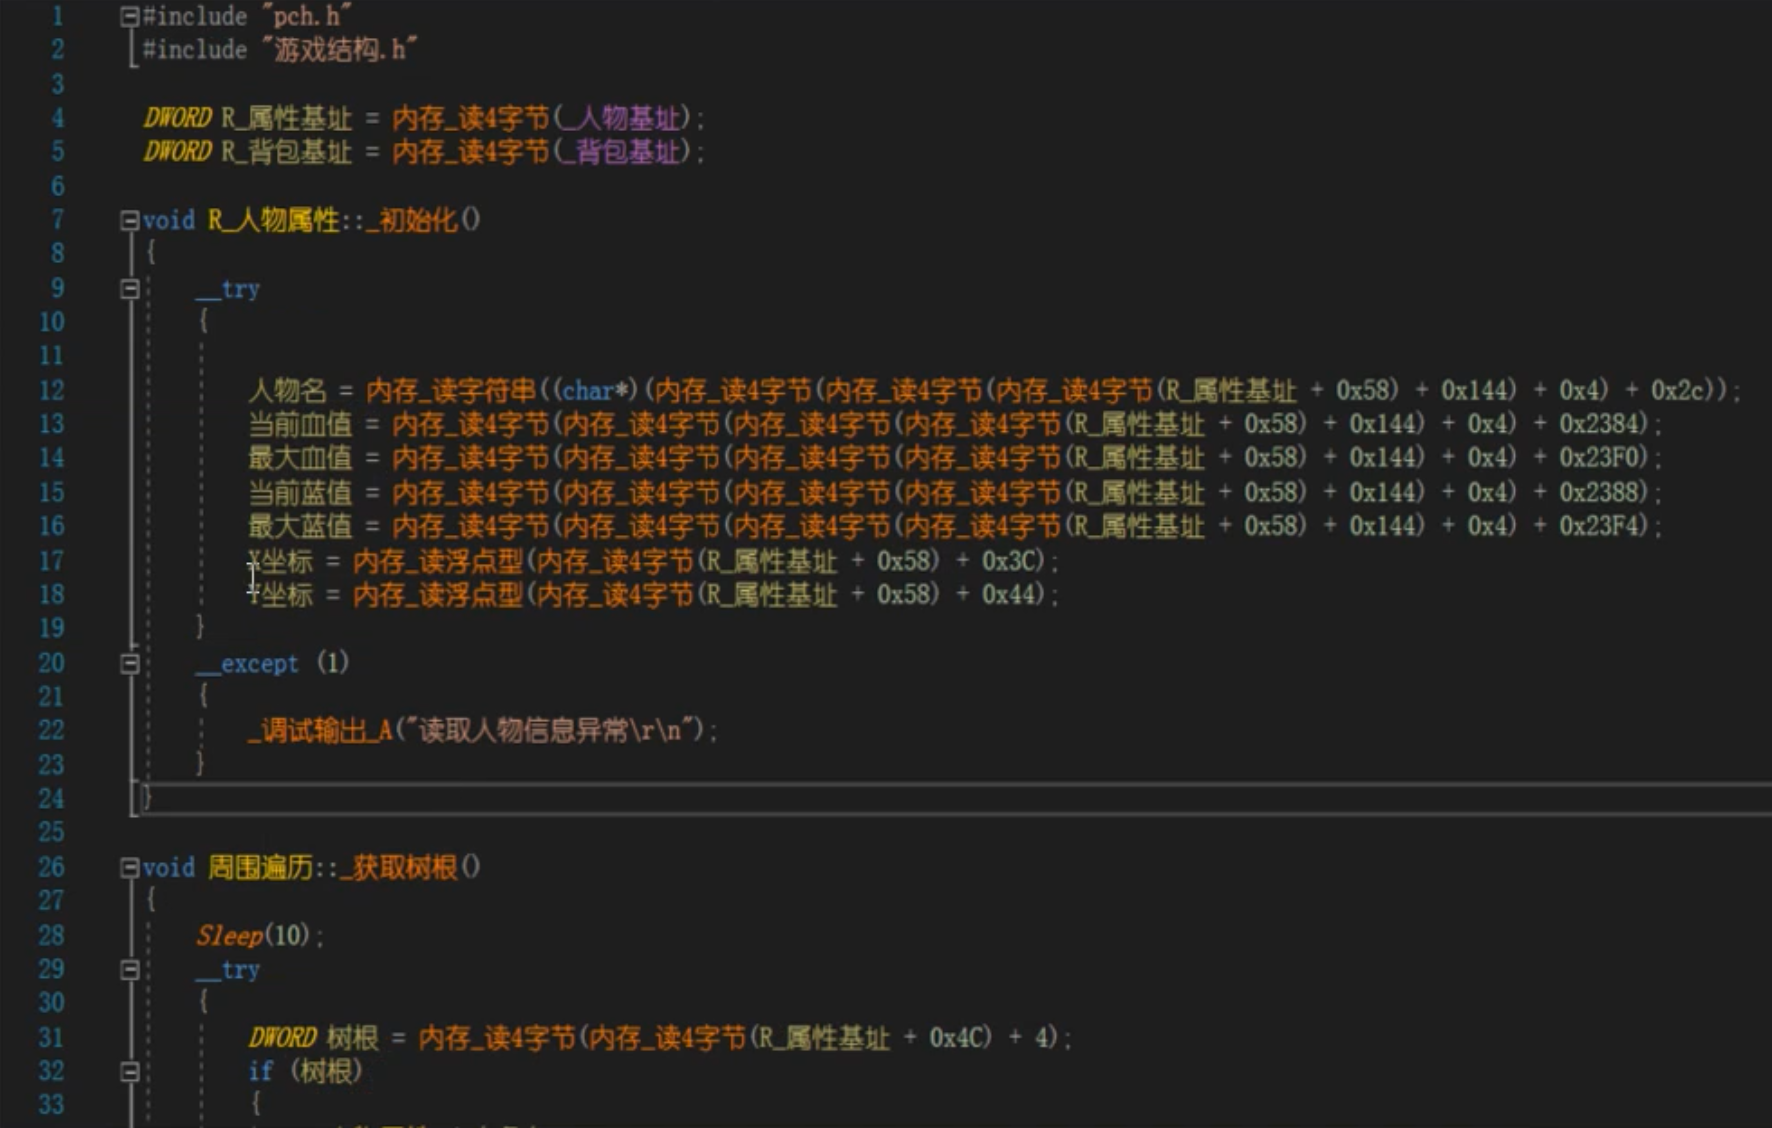 1 #include "pch.h"
2 #include "游戏结构.h"
3
4 DWORD R_属性基址 = 内存_读4字节(_人物基址);
5 DWORD R_背包基址 = 内存_读4字节(_背包基址);
6
7 void R_人物属性::_初始化()
8 {
9 __try
10 {
11
12 人物名 = 内存_读字符串((char*)(内存_读4字节(内存_读4字节(内存_读4字节(R_属性基址 + 0x58) + 0x144) + 0x4) + 0x2c));
13 当前血值 = 内存_读4字节(内存_读4字节(内存_读4字节(内存_读4字节(R_属性基址 + 0x58) + 0x144) + 0x4) + 0x2384);
14 最大血值 = 内存_读4字节(内存_读4字节(内存_读4字节(内存_读4字节(R_属性基址 + 0x58) + 0x144) + 0x4) + 0x23F0);
15 当前蓝值 = 内存_读4字节(内存_读4字节(内存_读4字节(内存_读4字节(R_属性基址 + 0x58) + 0x144) + 0x4) + 0x2388);
16 最大蓝值 = 内存_读4字节(内存_读4字节(内存_读4字节(内存_读4字节(R_属性基址 + 0x58) + 0x144) + 0x4) + 0x23F4);
17 X坐标 = 内存_读浮点型(内存_读4字节(R_属性基址 + 0x58) + 0x3C);
18 Y坐标 = 内存_读浮点型(内存_读4字节(R_属性基址 + 0x58) + 0x44);
19 }
20 __except (1)
21 {
22 _调试输出_A("读取人物信息异常\r\n");
23 }
24 }
25
26 void 周围遍历::_获取树根()
27 {
28 Sleep(10);
29 __try
30 {
31 DWORD 树根 = 内存_读4字节(内存_读4字节(R_属性基址 + 0x4C) + 4);
32 if (树根)
33 {